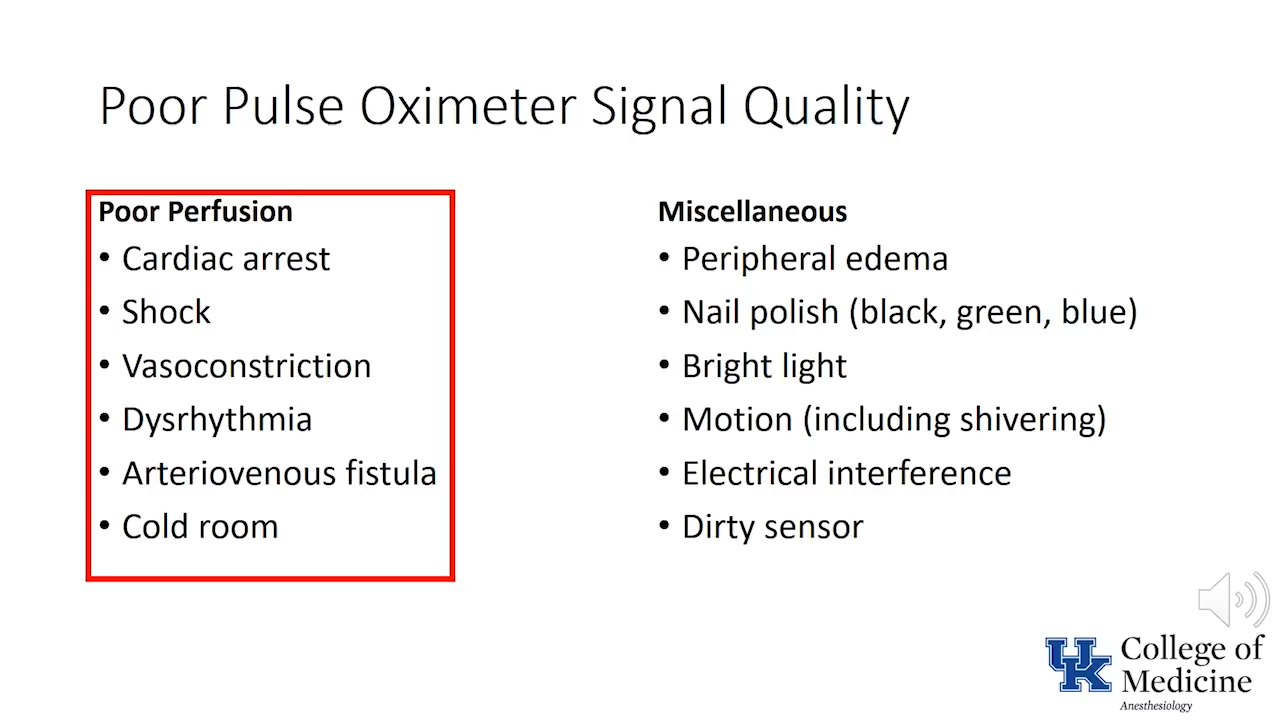 Poor Pulse Oximeter Signal Quality
Poor Perfusion
• Cardiac arrest
• Shock
• Vasoconstriction
• Dysrhythmia
• Arteriovenous fistula
• Cold room
Miscellaneous
• Peripheral edema
• Nail polish (black, green, blue)
• Bright light
• Motion (including shivering)
• Electrical interference
• Dirty sensor
UK
College of
Medicine
Anesthesiology